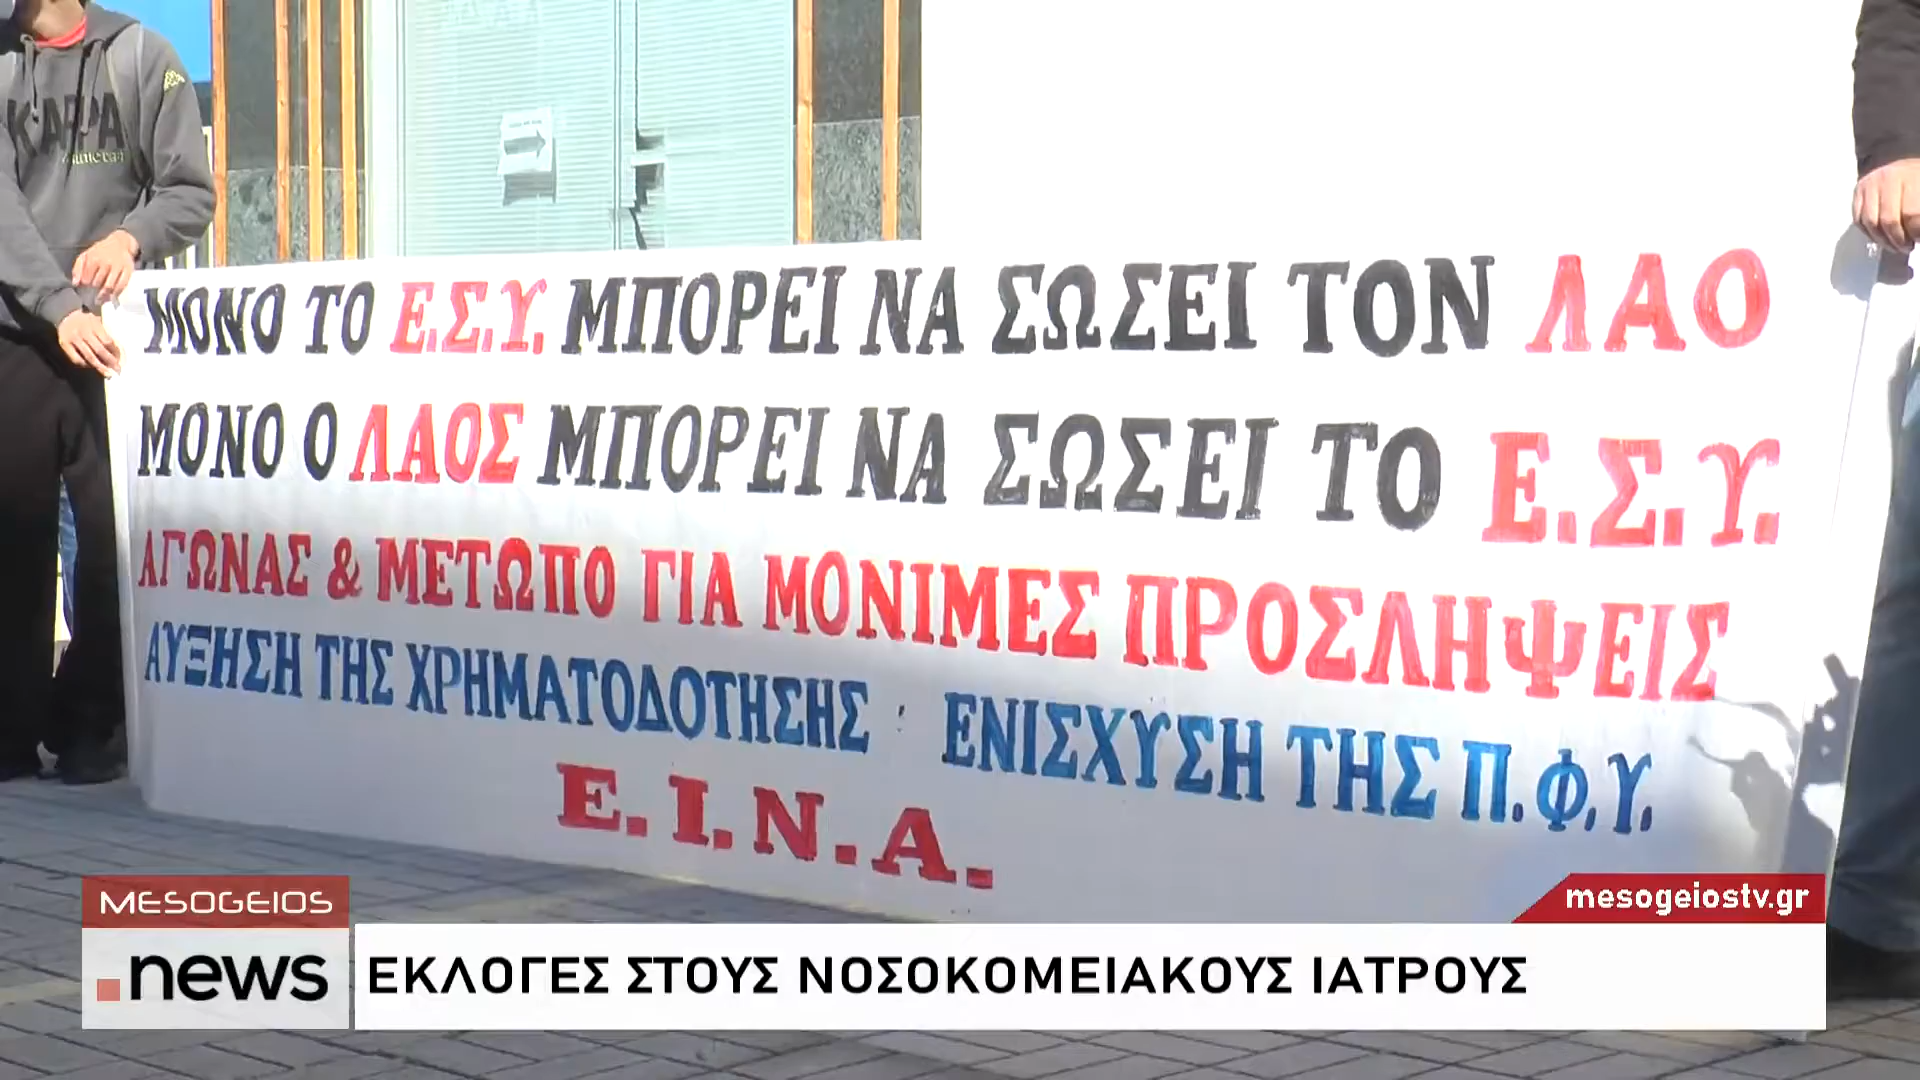 KAPPA
ΜΟΝΟ ΤΟ Ε.Σ.Υ. ΜΠΟΡΕΙ ΝΑ ΣΩΣΕΙ ΤΟΝ ΛΑΟ
ΜΟΝΟ Ο ΛΑΟΣ ΜΠΟΡΕΙ ΝΑ ΣΩΣΕΙ ΤΟ Ε.Σ.Υ.
ΑΓΩΝΑΣ & ΜΕΤΩΠΟ ΓΙΑ ΜΟΝΙΜΕΣ ΠΡΟΣΛΗΨΕΙΣ
ΑΥΞΗΣΗ ΤΗΣ ΧΡΗΜΑΤΟΔΟΤΗΣΗΣ : ΕΝΙΣΧΥΣΗ ΤΗΣ Π.Φ.Υ.
Ε.Ι.Ν.Α.
MESOGEIOS
.news
mesogeiostv.gr
ΕΚΛΟΓΕΣ ΣΤΟΥΣ ΝΟΣΟΚΟΜΕΙΑΚΟΥΣ ΙΑΤΡΟΥΣ